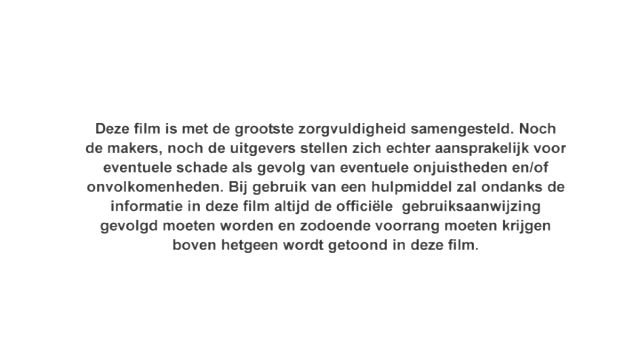 Deze film is met de grootste zorgvuldigheid samengesteld. Noch
de makers, noch de uitgevers stellen zich echter aansprakelijk voor
eventuele schade als gevolg van eventuele onjuistheden en/of
onvolkomenheden. Bij gebruik van een hulpmiddel zal ondanks de
informatie in deze film altijd de officiële  gebruiksaanwijzing
gevolgd moeten worden en zodoende voorrang moeten krijgen
boven hetgeen wordt getoond in deze film.